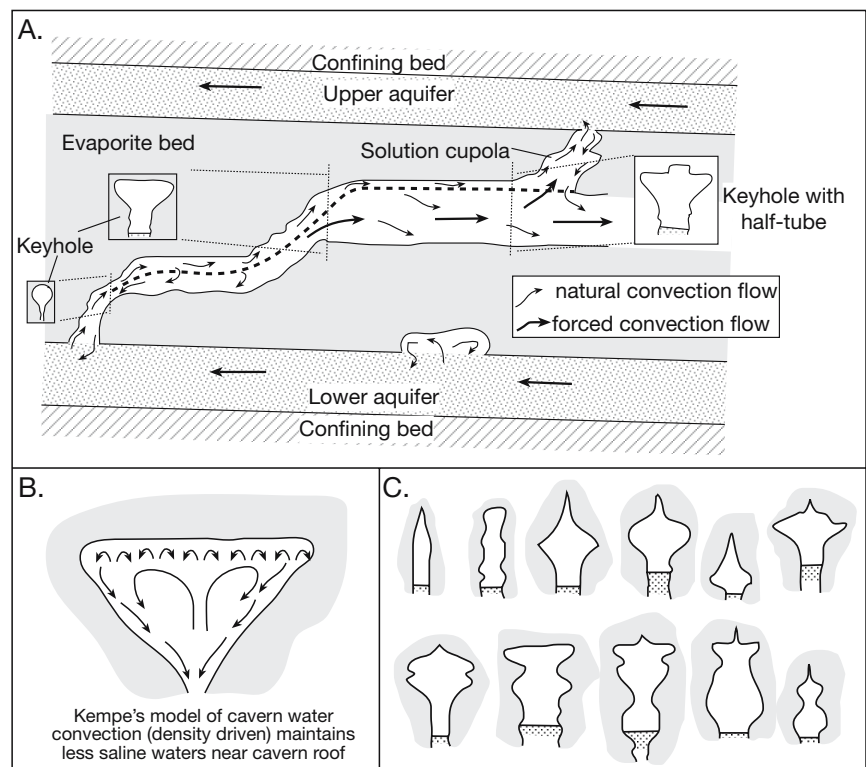 A.
Confining bed
Upper aquifer
Evaporite bed
Solution cupola
Keyhole
Keyhole with
half-tube
natural convection flow
forced convection flow
Lower aquifer
Confining bed
B.
Kempe's model of cavern water
convection (density driven) maintains
less saline waters near cavern roof
C.